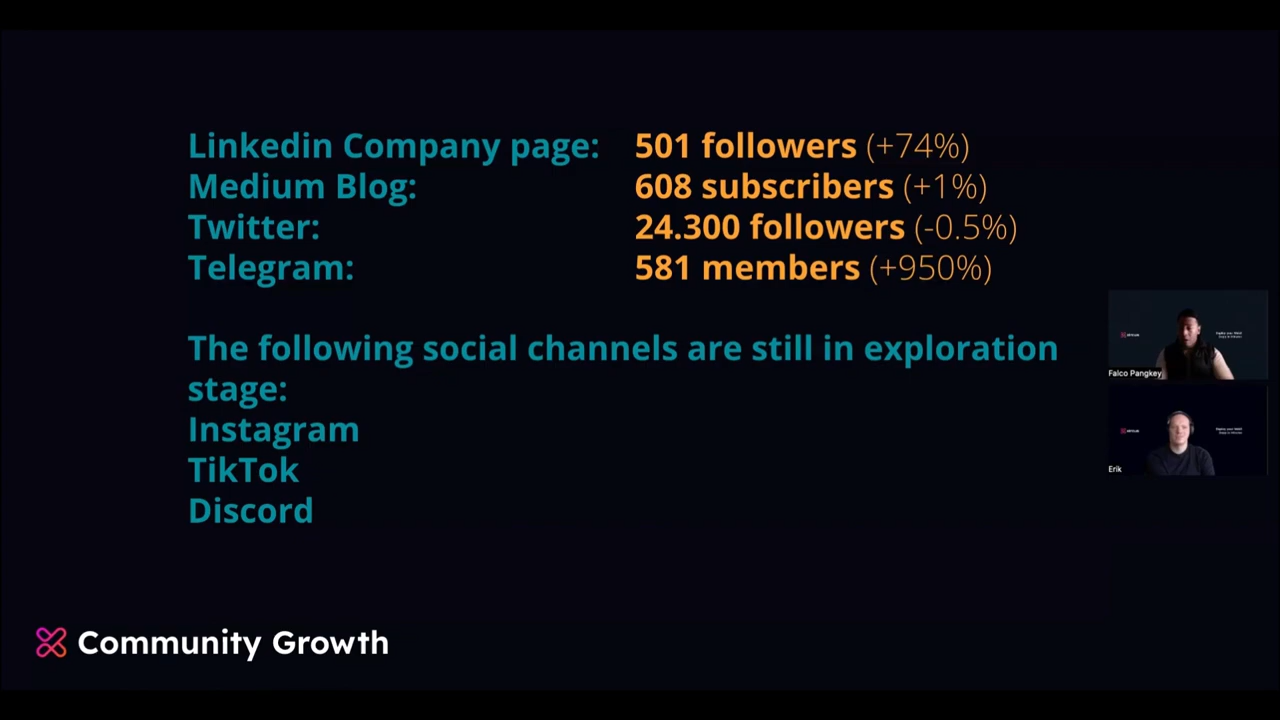 Linkedin Company page: 501 followers (+74%)
Medium Blog: 608 subscribers (+1%)
Twitter: 24.300 followers (-0.5%)
Telegram: 581 members (+950%)
The following social channels are still in exploration
stage:
Instagram
TikTok
Discord
Falco Pangkey
Erik
Community Growth